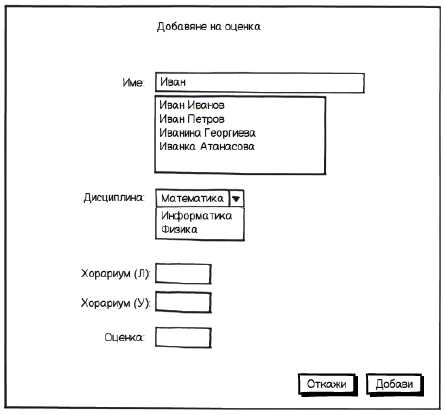 Добавяне на оценка
Име: Иван
Иван Иванов
Иван Петров
Иванина Георгиева
Иванка Атанасова
Дисциплина: Математика
Информатика
Физика
Хорариум (Л):
Хорариум (У):
Оценка:
Откажи Добави